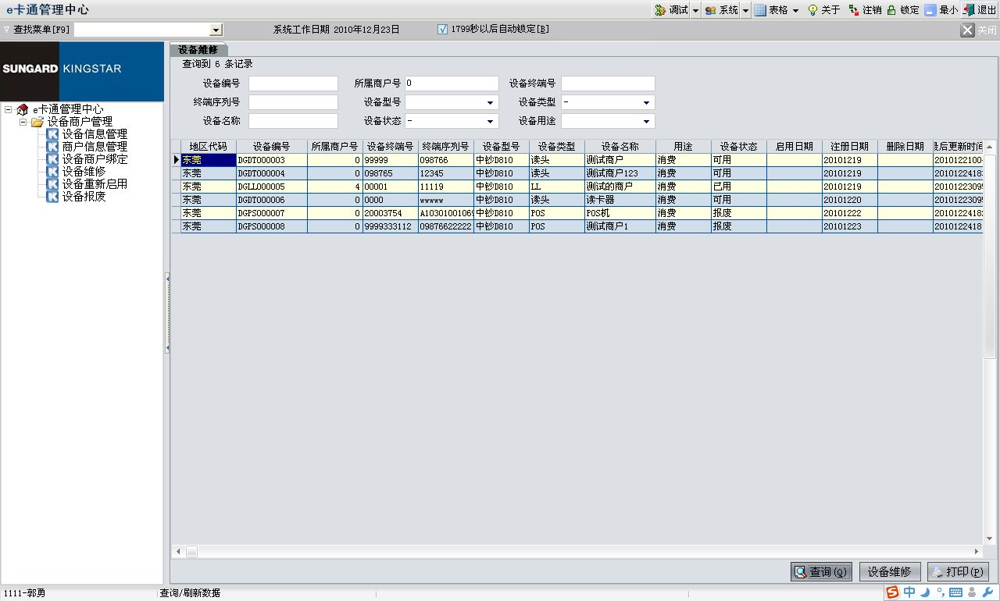 e卡通管理中心 调试 系统 表格 关于 注销 锁定 最小 退出
查找菜单[F9] 系统工作日期 2010年12月23日 1799秒以后自动锁定[B] 关闭
SUNGARD KINGSTAR
e卡通管理中心
设备商户管理
设备信息管理
商户信息管理
设备商户绑定
设备维修
设备重新启用
设备报废
设备维修
查询到 6 条记录
设备编号 所属商户号 0 设备终端号
终端序列号 设备型号 设备类型 -
设备名称 设备状态 - 设备用途
地区代码 设备编号 所属商户号 设备终端号 终端序列号 设备型号 设备类型 设备名称 用途 设备状态 启用日期 注册日期 删除日期 最后更新时间
东莞 DGDT000003 0 99999 098766 中钞D810 读头 测试商户 消费 可用 20101219 2010122100
东莞 DGDT000004 0 098765 12345 中钞D810 读头 测试商户123 消费 可用 20101219 201012241
东莞 DGLL000005 4 00001 11119 中钞D810 LL 测试的商户 消费 已用 20101219 201012230
东莞 DGDT000006 0 0000 wwwww 中钞D810 读头 读卡器 消费 可用 20101220 201012230
东莞 DGPS000007 0 20003754 A1030100106 中钞D810 POS POS机 消费 报废 20101222 201012241
东莞 DGPS000008 0 9999333112 09876622222 中钞D810 POS 测试商户1 消费 报废 20101223 2010122418
查询(Q) 设备维修 打印(P)
1111-郭勇 查询/刷新数据 中